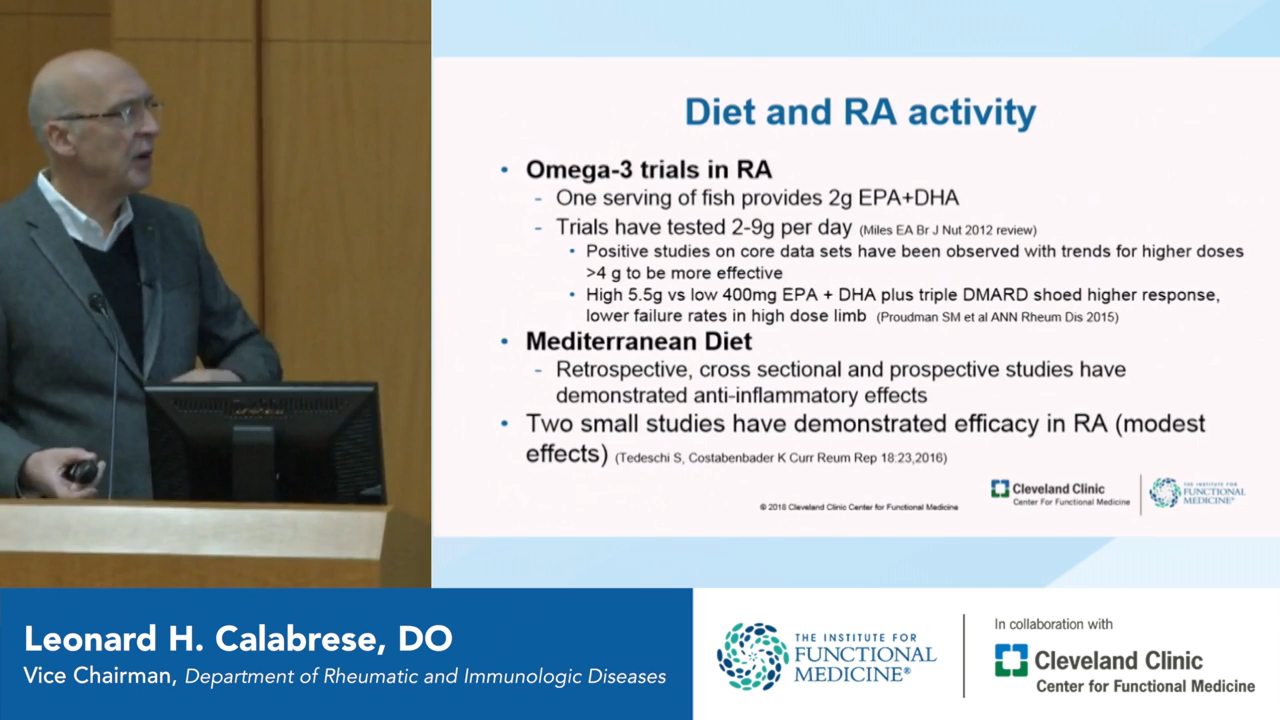 Diet and RA activity
• Omega-3 trials in RA
- One serving of fish provides 2g EPA+DHA
- Trials have tested 2-9g per day (Miles EA Br J Nut 2012 review)
• Positive studies on core data sets have been observed with trends for higher doses
>4 g to be more effective
• High 5.5g vs low 400mg EPA + DHA plus triple DMARD shoed higher response,
lower failure rates in high dose limb (Proudman SM et al ANN Rheum Dis 2015)
• Mediterranean Diet
- Retrospective, cross sectional and prospective studies have
demonstrated anti-inflammatory effects
• Two small studies have demonstrated efficacy in RA (modest
effects) (Tedeschi S, Costabenbader K Curr Reum Rep 18:23,2016)
Cleveland Clinic
Center For Functional Medicine
THE INSTITUTE FOR
FUNCTIONAL
MEDICINE®
© 2018 Cleveland Clinic Center for Functional Medicine
Leonard H. Calabrese, DO
Vice Chairman, Department of Rheumatic and Immunologic Diseases
THE INSTITUTE FOR
FUNCTIONAL
MEDICINE®
In collaboration with
Cleveland Clinic
Center for Functional Medicine